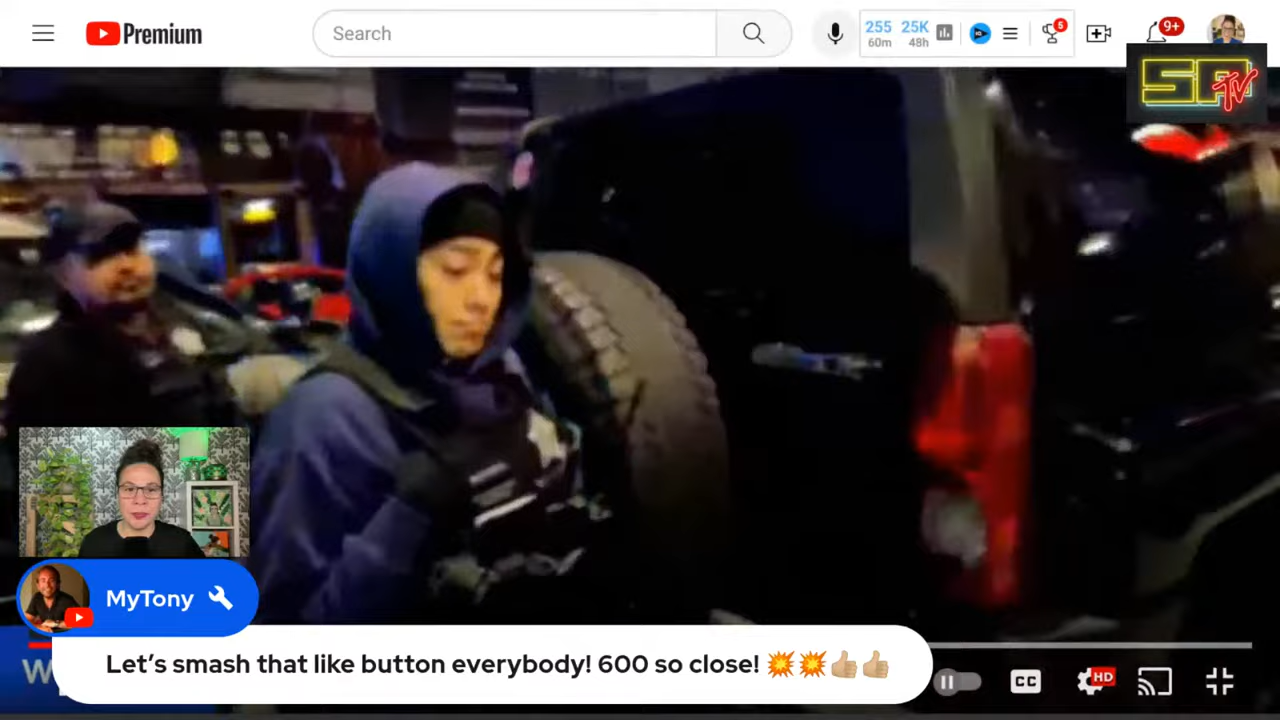 Premium
Search
255
60m
25K
48h
5
9+
SA
TV
MyTony
Let’s smash that like button everybody! 600 so close! 💥💥👍🏼👍🏼
W
CC
HD